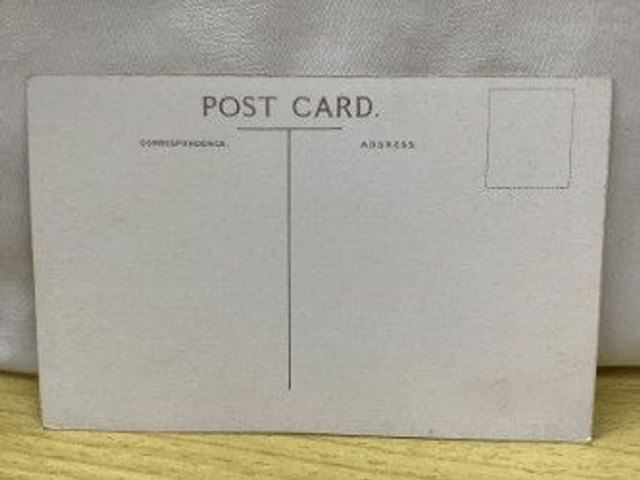 POST CARD.
CORRESPONDENCE. ADDRESS